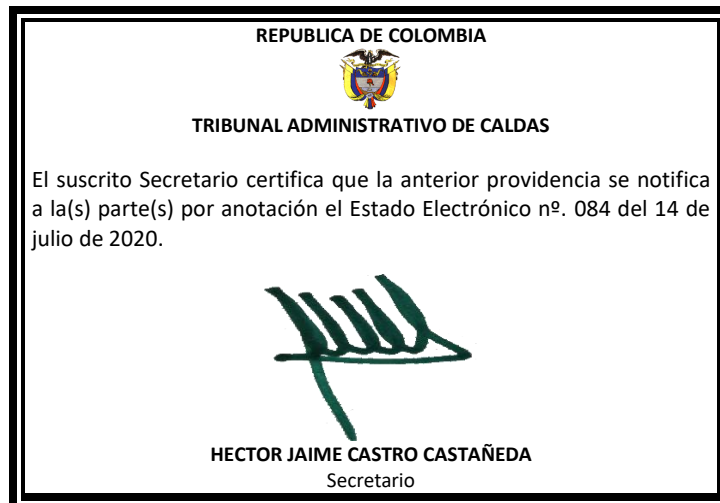 REPUBLICA DE COLOMBIA
TRIBUNAL ADMINISTRATIVO DE CALDAS
El suscrito Secretario certifica que la anterior providencia se notifica
a la(s) parte(s) por anotación el Estado Electrónico nº. 084 del 14 de
julio de 2020.
HECTOR JAIME CASTRO CASTAÑEDA
Secretario